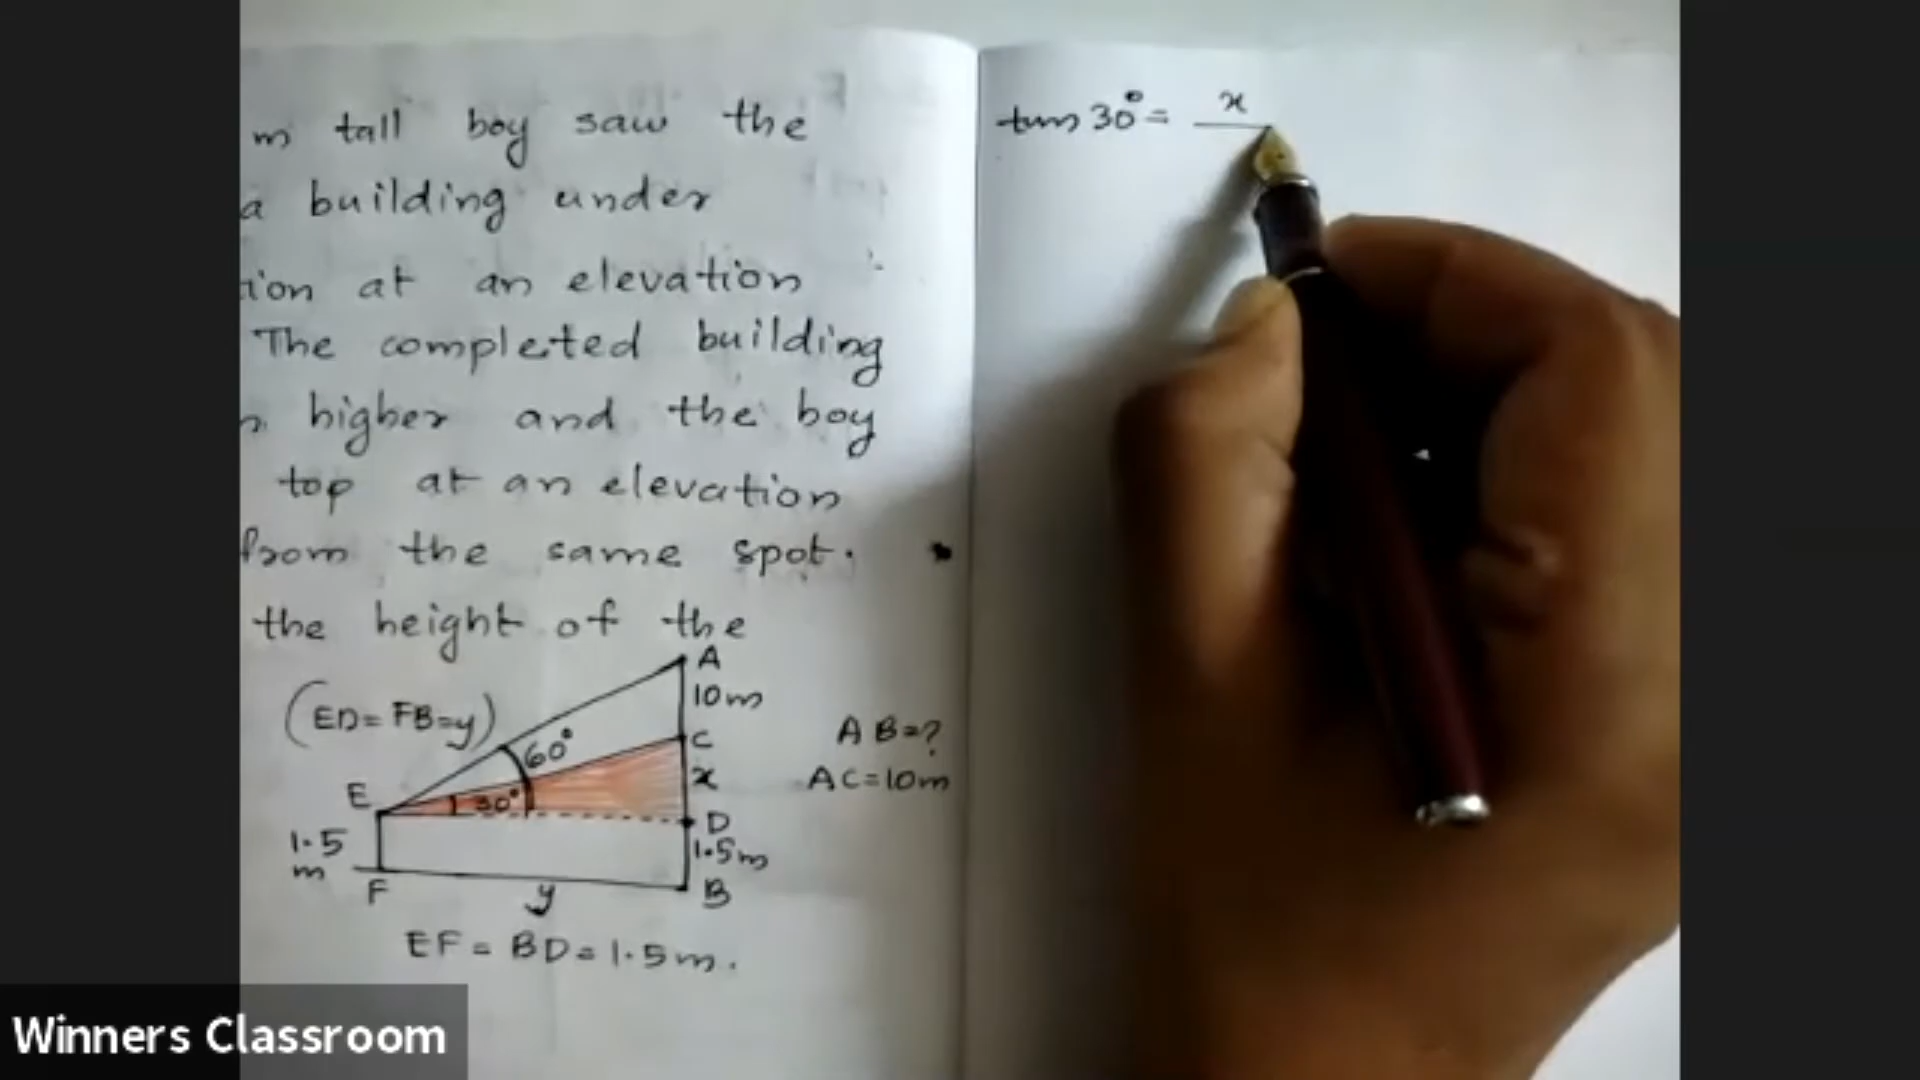 m tall boy saw the
a building under
tion at an elevation
The completed building
higher and the boy
top at an elevation
from the same spot.
the height of the
(ED= FB=y)
A
10m
60°
C
x
E
30°
D
1.5
m
1.5m
F
y
B
EF = BD = 1.5m.
AB=?
AC=10m
tan 30° = x
Winners Classroom